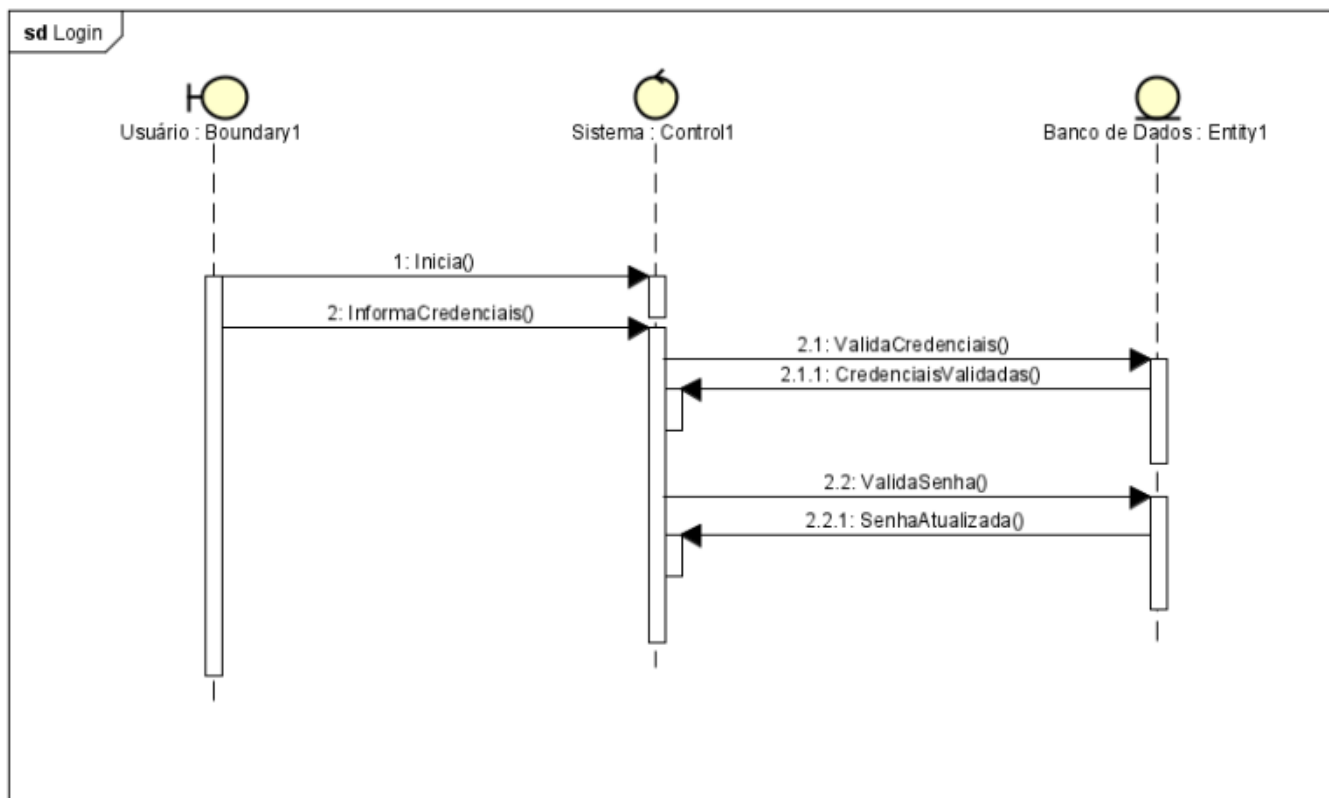 sd Login
Usuário : Boundary1
Sistema : Control1
Banco de Dados : Entity1
1: Inicia()
2: InformaCredenciais()
2.1: ValidaCredenciais()
2.1.1: CredenciaisValidadas()
2.2: ValidaSenha()
2.2.1: SenhaAtualizada()